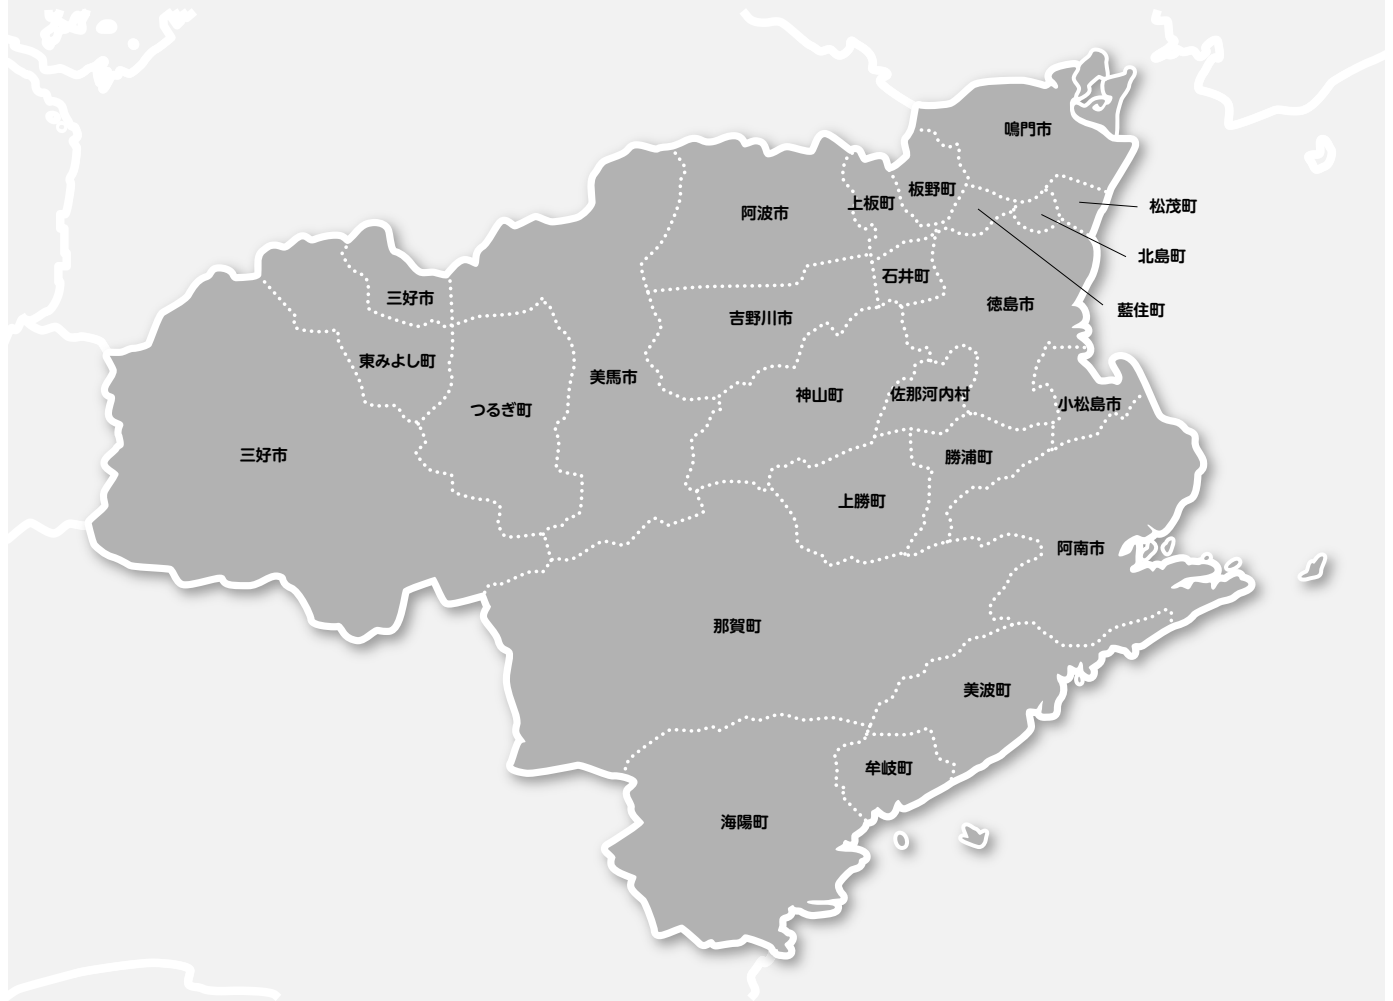 鳴門市
板野町
上板町
松茂町
阿波市
北島町
石井町
三好市
徳島市
藍住町
吉野川市
東みよし町
美馬市
神山町
佐那河内村
小松島市
つるぎ町
三好市
勝浦町
上勝町
阿南市
那賀町
美波町
牟岐町
海陽町